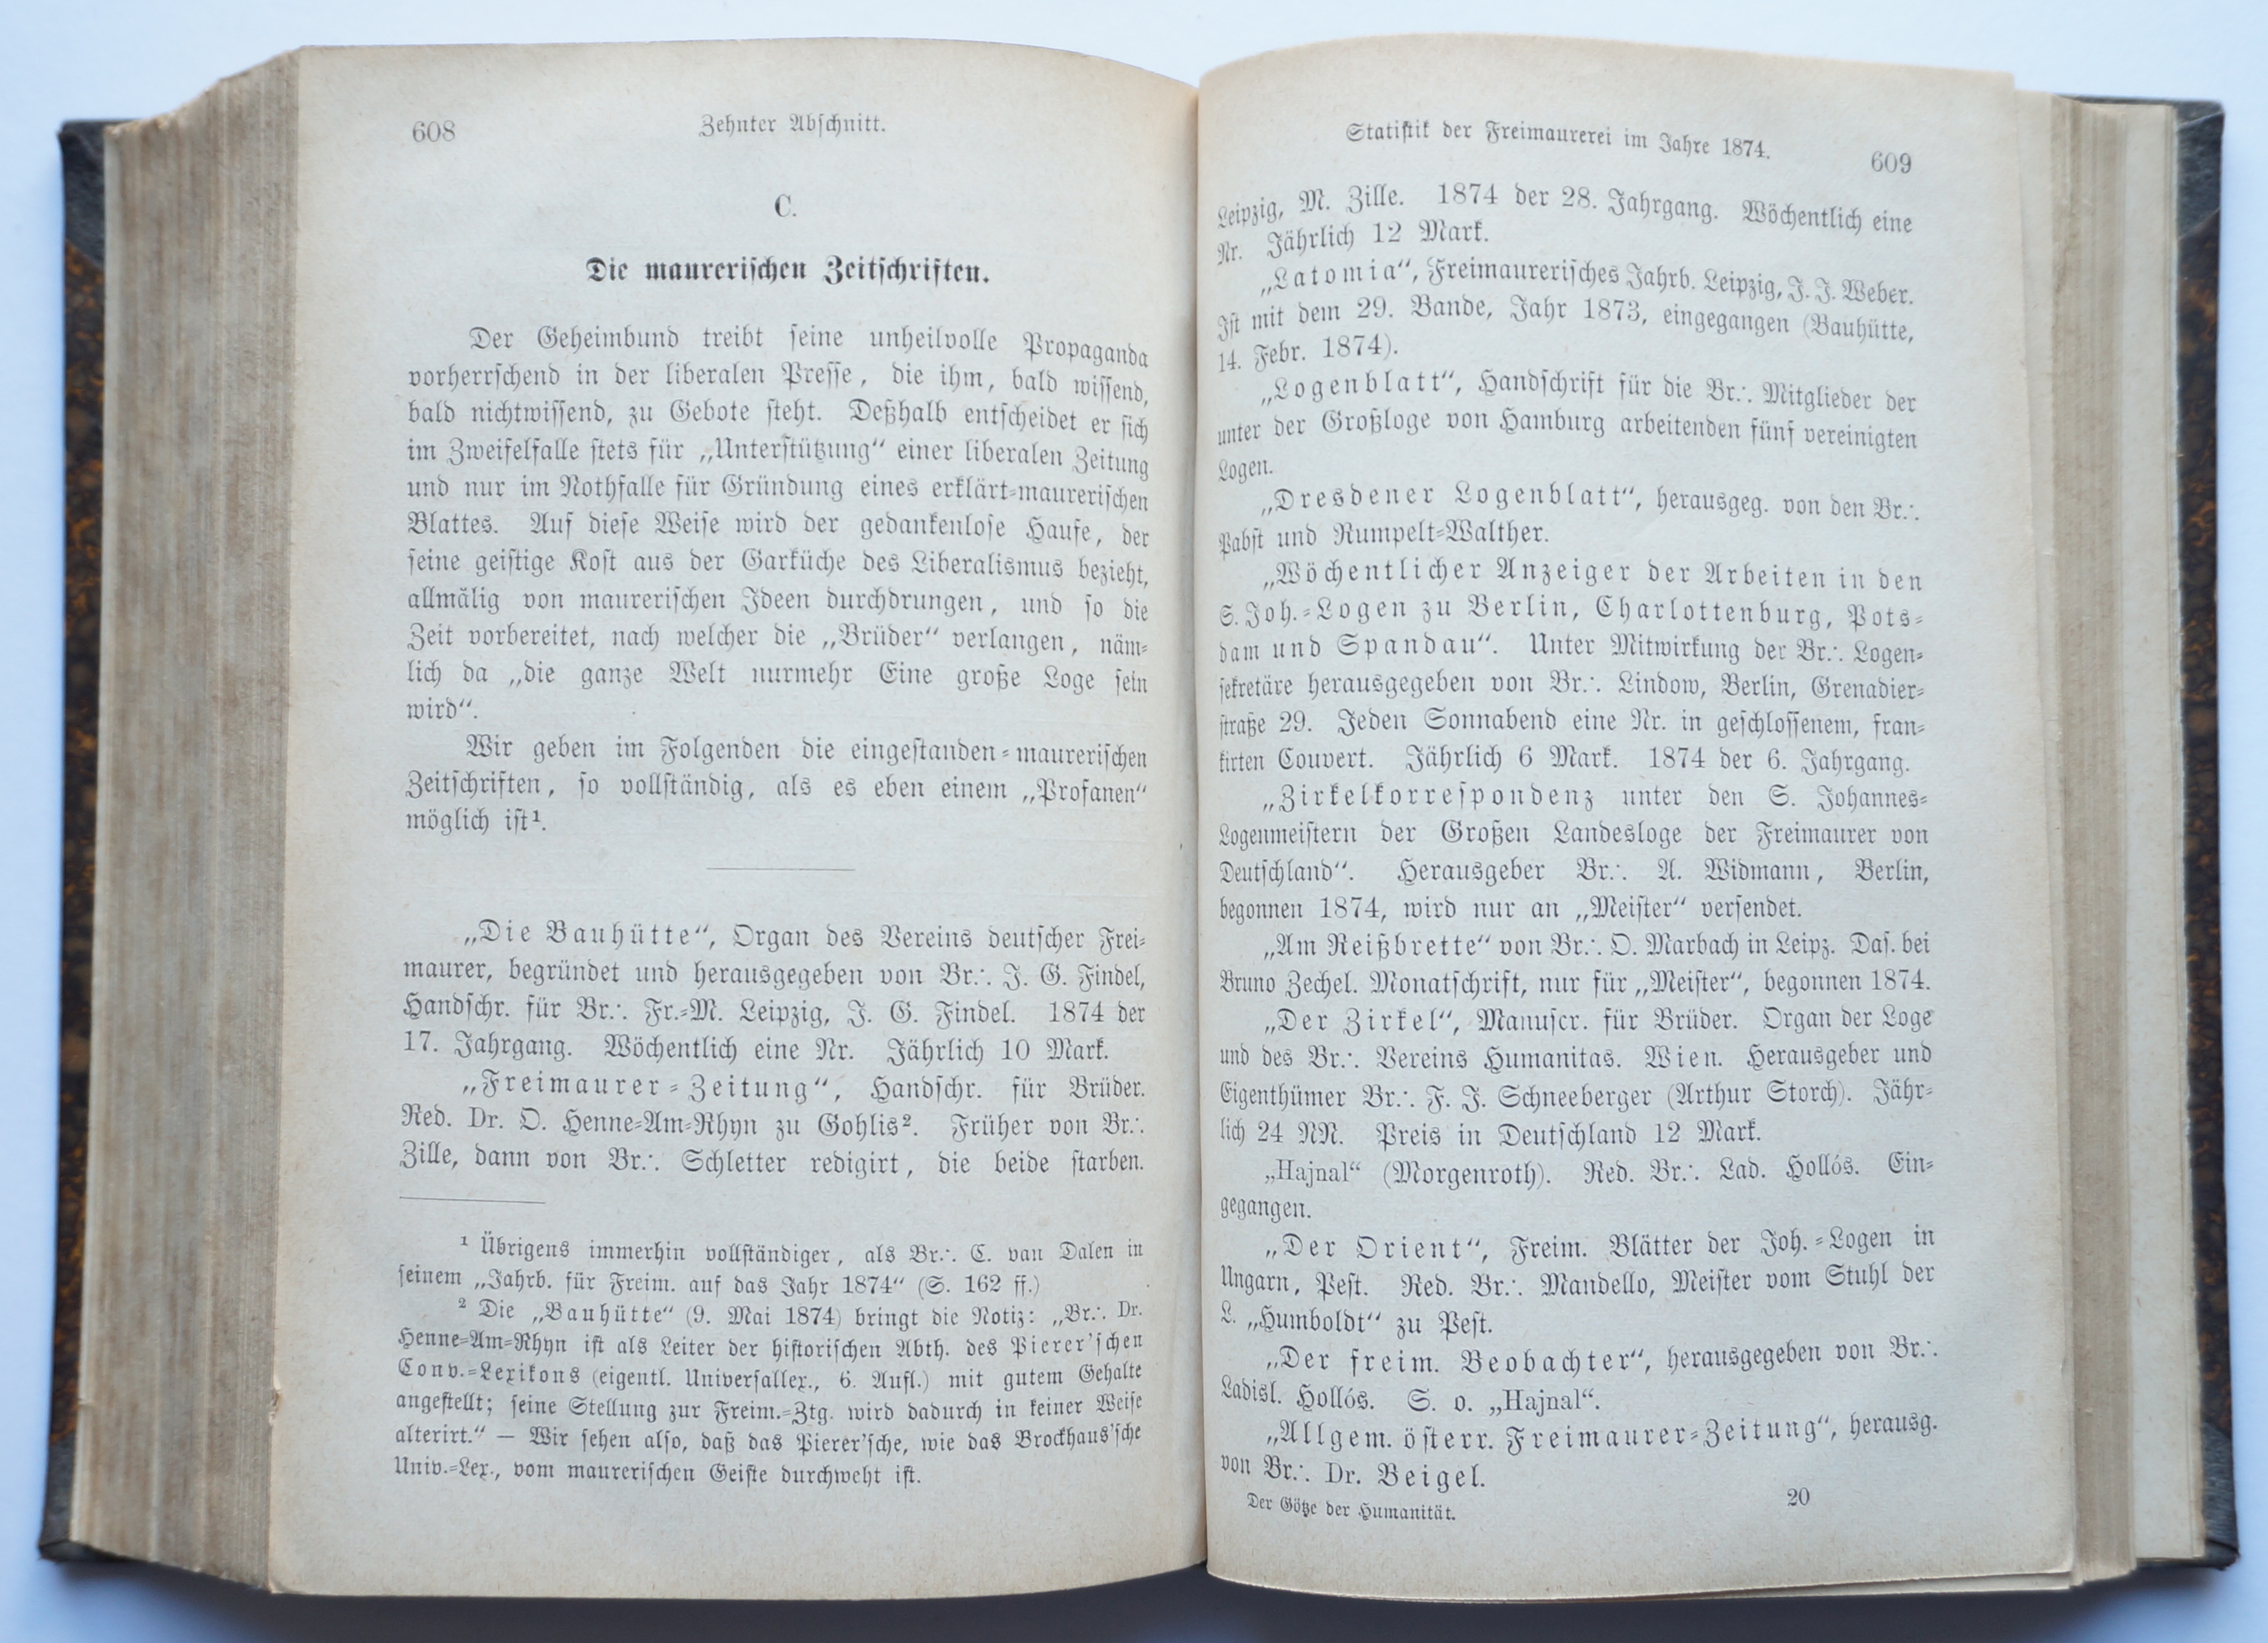 608
Zehnter Abschnitt.
C.
Die maurerischen Zeitschriften.
Der Geheimbund treibt seine unheilvolle Propaganda
vorherrschend in der liberalen Presse, die ihm, bald wissend,
bald nichtwissend, zu Gebote steht. Deßhalb entscheidet er sich
im Zweifelfalle stets für „Unterstützung“ einer liberalen Zeitung
und nur im Nothfalle für Gründung eines erklärt-maurerischen
Blattes. Auf diese Weise wird der gedankenlose Haufe, der
seine geistige Kost aus der Garküche des Liberalismus bezieht,
allmälig von maurerischen Ideen durchdrungen, und so die
Zeit vorbereitet, nach welcher die „Brüder“ verlangen, näm-
lich da „die ganze Welt nurmehr Eine große Loge sein
wird“.
Wir geben im Folgenden die eingestanden-maurerischen
Zeitschriften, so vollständig, als es eben einem „Profanen“
möglich ist¹.
„Die Bauhütte“, Organ des Vereins deutscher Frei-
maurer, begründet und herausgegeben von Br.·. J. G. Findel,
Handschr. für Br.·. Fr.-M. Leipzig, J. G. Findel. 1874 der
17. Jahrgang. Wöchentlich eine Nr. Jährlich 10 Mark.
„Freimaurer-Zeitung“, Handschr. für Brüder.
Red. Dr. O. Henne-Am-Rhyn zu Gohlis². Früher von Br.·.
Zille, dann von Br.·. Schletter redigirt, die beide starben.
¹ Übrigens immerhin vollständiger, als Br.·. C. van Dalen in
seinem „Jahrb. für Freim. auf das Jahr 1874“ (S. 162 ff.)
² Die „Bauhütte“ (9. Mai 1874) bringt die Notiz: „Br.·. Dr.
Henne-Am-Rhyn ist als Leiter der historischen Abth. des Pierer'schen
Conv.-Lexikons (eigentl. Universallex., 6. Aufl.) mit gutem Gehalte
angestellt; seine Stellung zur Freim.-Ztg. wird dadurch in keiner Weise
alterirt.“ — Wir sehen also, daß das Pierer'sche, wie das Brockhaus'sche
Univ.-Lex., vom maurerischen Geiste durchweht ist.
Statistik der Freimaurerei im Jahre 1874.
609
Leipzig, M. Zille. 1874 der 28. Jahrgang. Wöchentlich eine
Nr. Jährlich 12 Mark.
„Latomia“, Freimaurerisches Jahrb. Leipzig, J. J. Weber.
Ist mit dem 29. Bande, Jahr 1873, eingegangen (Bauhütte,
14. Febr. 1874).
„Logenblatt“, Handschrift für die Br.·. Mitglieder der
unter der Großloge von Hamburg arbeitenden fünf vereinigten
Logen.
„Dresdener Logenblatt“, herausgeg. von den Br.·.
Pabst und Rumpelt-Walther.
„Wöchentlicher Anzeiger der Arbeiten in den
S. Joh.-Logen zu Berlin, Charlottenburg, Pots-
dam und Spandau“. Unter Mitwirkung der Br.·. Logen-
sekretäre herausgegeben von Br.·. Lindow, Berlin, Grenadier-
straße 29. Jeden Sonnabend eine Nr. in geschlossenem, fran-
kirten Couvert. Jährlich 6 Mark. 1874 der 6. Jahrgang.
„Zirkelkorrespondenz unter den S. Johannes-
Logenmeistern der Großen Landesloge der Freimaurer von
Deutschland“. Herausgeber Br.·. A. Widmann, Berlin,
begonnen 1874, wird nur an „Meister“ versendet.
„Am Reißbrette“ von Br.·. O. Marbach in Leipz. Das. bei
Bruno Zechel. Monatschrift, nur für „Meister“, begonnen 1874.
„Der Zirkel“, Manuscr. für Brüder. Organ der Loge
und des Br.·. Vereins Humanitas. Wien. Herausgeber und
Eigenthümer Br.·. F. J. Schneeberger (Arthur Storch). Jähr-
lich 24 NN. Preis in Deutschland 12 Mark.
„Hajnal“ (Morgenroth). Red. Br.·. Lad. Hollós. Ein-
gegangen.
„Der Orient“, Freim. Blätter der Joh.-Logen in
Ungarn, Pest. Red. Br.·. Mandello, Meister vom Stuhl der
L. „Humboldt“ zu Pest.
„Der freim. Beobachter“, herausgegeben von Br.·.
Ladisl. Hollós. S. o. „Hajnal“.
„Allgem. österr. Freimaurer-Zeitung“, herausg.
von Br.·. Dr. Beigel.
Der Götze der Humanität.
20